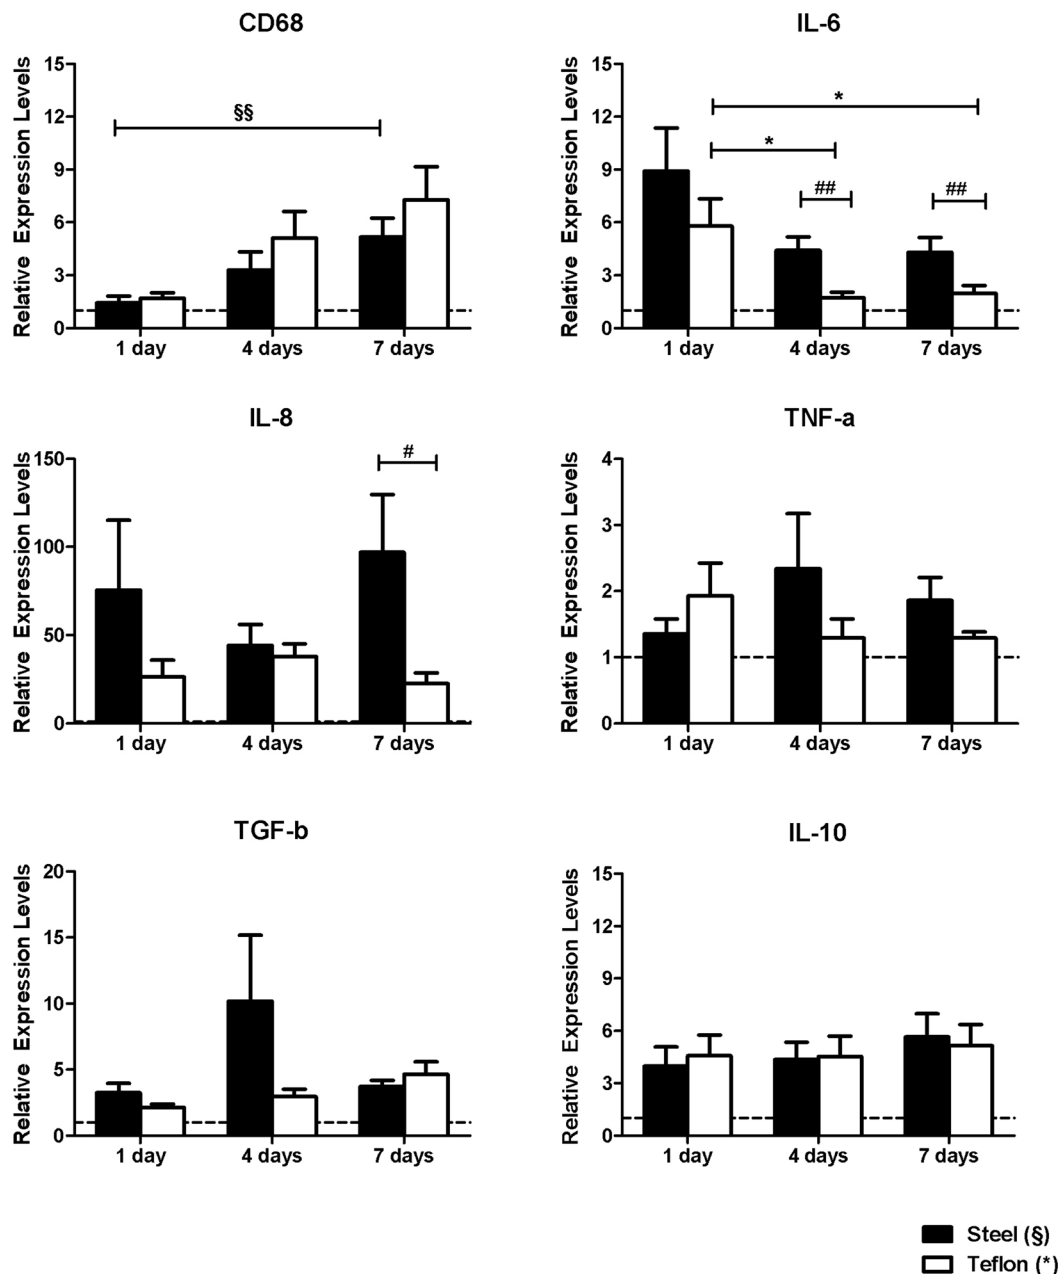 CD68
Relative Expression Levels
15
12
9
6
3
0
§§
1 day 4 days 7 days
IL-6
Relative Expression Levels
15
12
9
6
3
0
*
*
##
##
1 day 4 days 7 days
IL-8
Relative Expression Levels
150
100
50
0
#
1 day 4 days 7 days
TNF-a
Relative Expression Levels
4
3
2
1
0
1 day 4 days 7 days
TGF-b
Relative Expression Levels
20
15
10
5
0
1 day 4 days 7 days
IL-10
Relative Expression Levels
15
12
9
6
3
0
1 day 4 days 7 days
Steel (§)
Teflon (*)